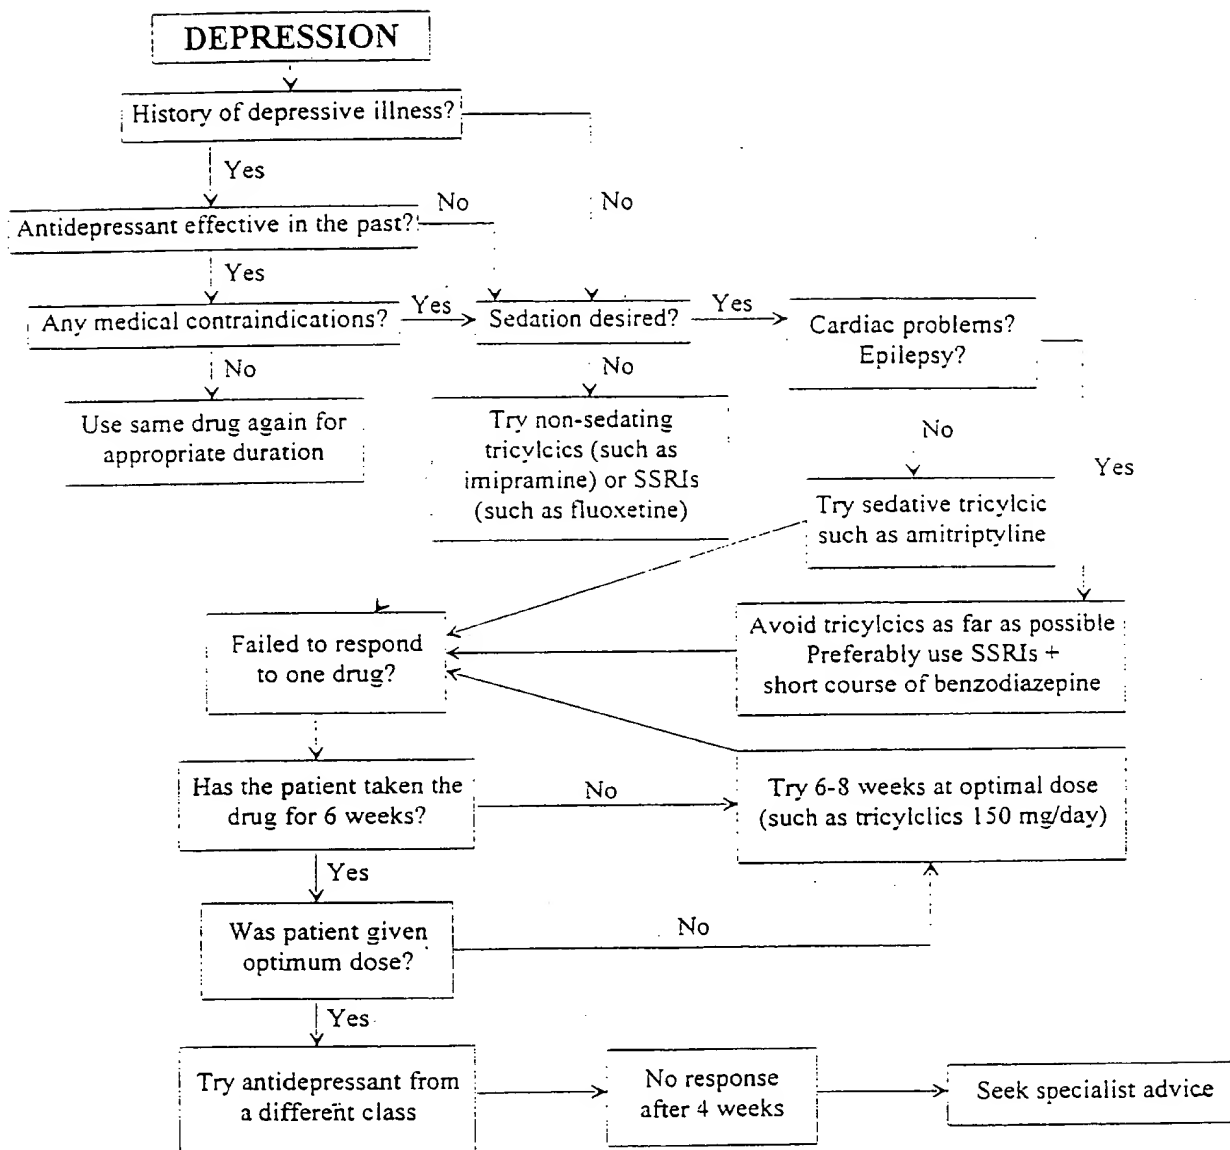 DEPRESSION
History of depressive illness?
Yes
No
No
Antidepressant effective in the past?
Yes
Any medical contraindications?
Yes
Sedation desired?
Yes
Cardiac problems?
Epilepsy?
No
No
No
Yes
Use same drug again for
appropriate duration
Try non-sedating
tricylcics (such as
imipramine) or SSRIs
(such as fluoxetine)
Try sedative tricylcic
such as amitriptyline
Failed to respond
to one drug?
Avoid tricylcics as far as possible
Preferably use SSRIs +
short course of benzodiazepine
Has the patient taken the
drug for 6 weeks?
No
Try 6-8 weeks at optimal dose
(such as tricylclics 150 mg/day)
Yes
Was patient given
optimum dose?
No
Yes
Try antidepressant from
a different class
No response
after 4 weeks
Seek specialist advice